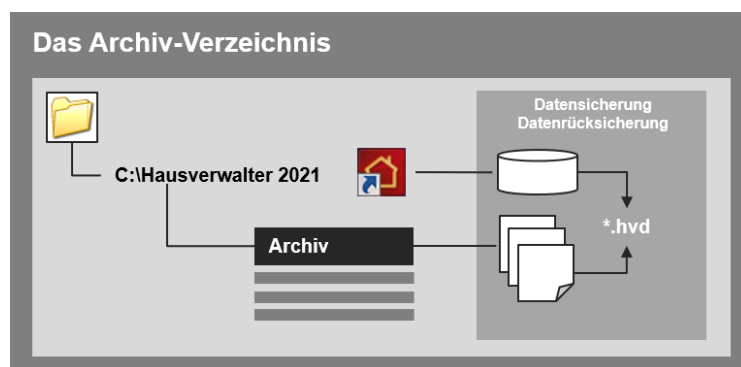 Das Archiv-Verzeichnis
Datensicherung
Datenrücksicherung
C:\Hausverwalter 2021
*.hvd
Archiv